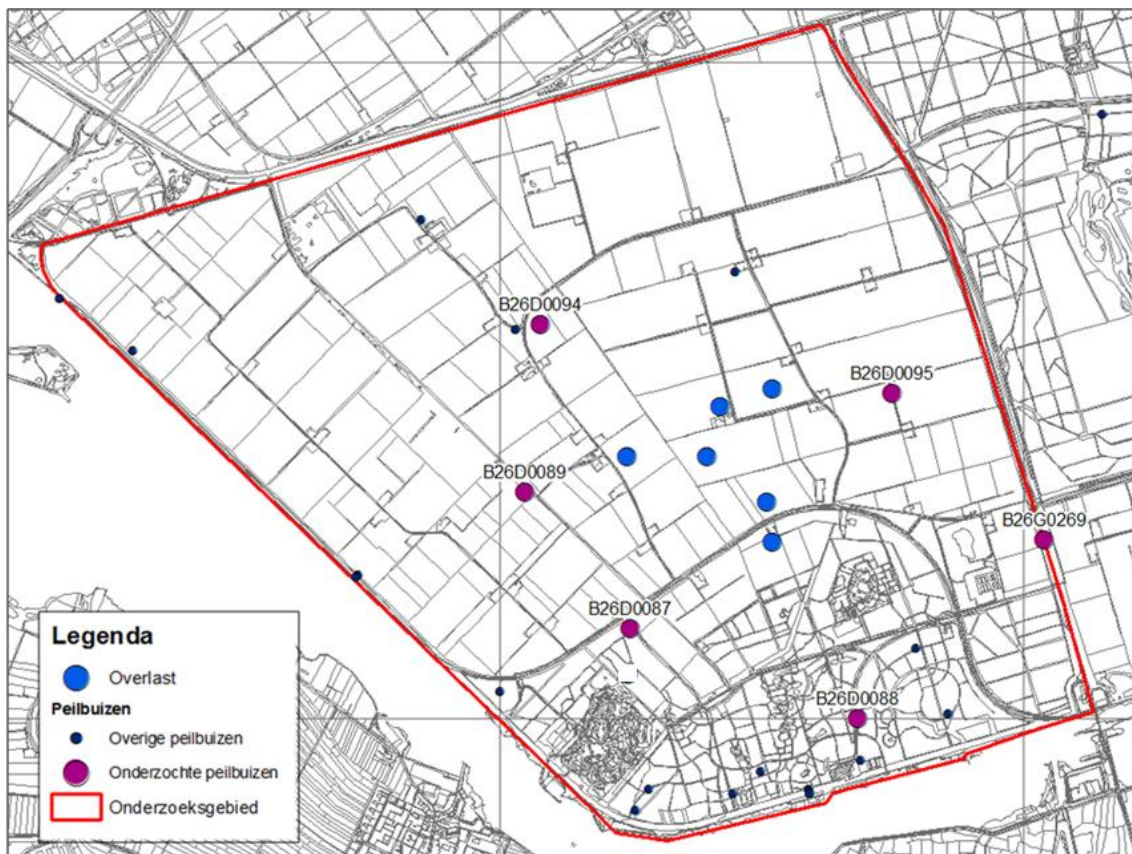 B26D0094
B26D0095
B26D0089
B26G0269
B26D0087
B26D0088
Legenda
Overlast
Peilbuizen
Overige peilbuizen
Onderzochte peilbuizen
Onderzoeksgebied